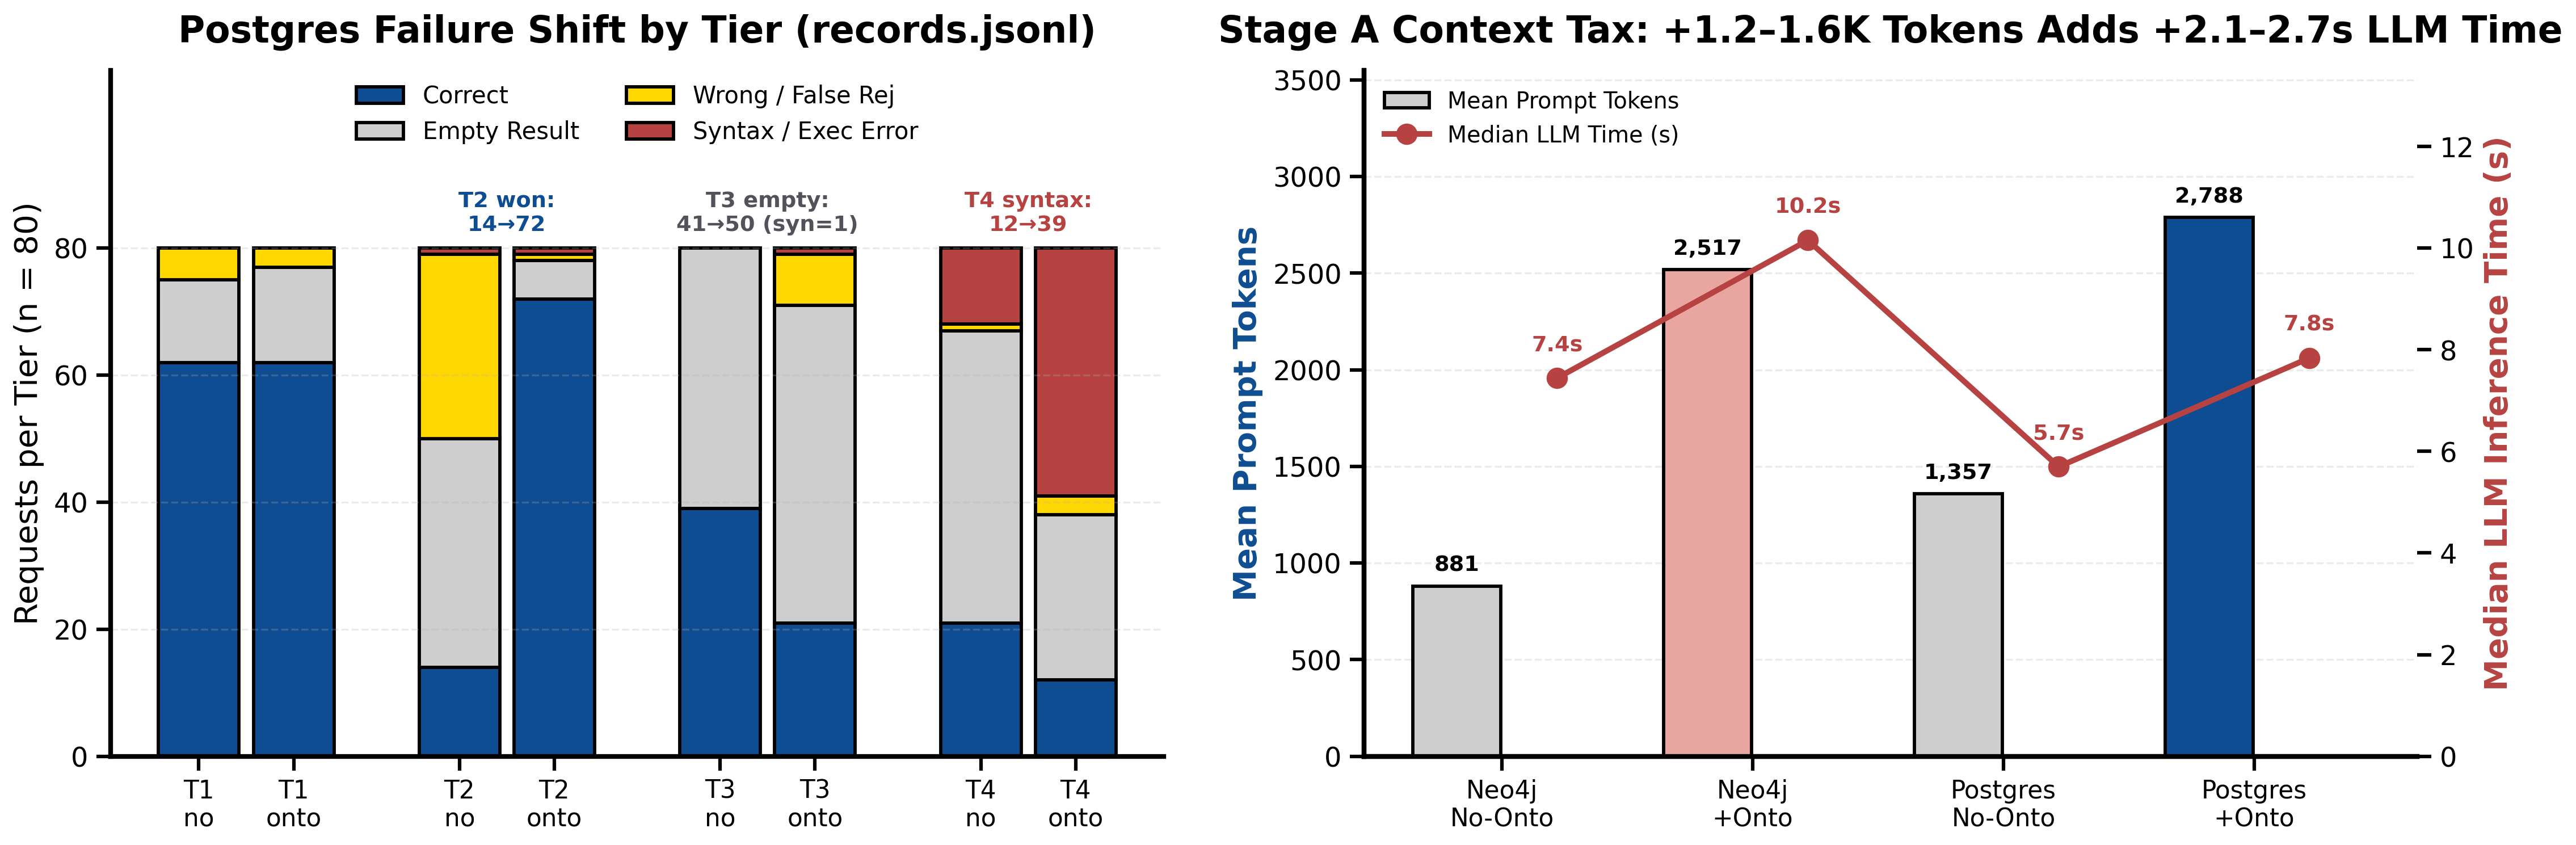 Postgres Failure Shift by Tier (records.jsonl)
Correct
Empty Result
Wrong / False Rej
Syntax / Exec Error
T2 won:
14→72
T3 empty:
41→50 (syn=1)
T4 syntax:
12→39
Requests per Tier (n = 80)
80
60
40
20
0
T1
no
T1
onto
T2
no
T2
onto
T3
no
T3
onto
T4
no
T4
onto
Stage A Context Tax: +1.2–1.6K Tokens Adds +2.1–2.7s LLM Time
Mean Prompt Tokens
Median LLM Time (s)
Mean Prompt Tokens
3500
3000
2500
2000
1500
1000
500
0
881
2,517
1,357
2,788
7.4s
10.2s
5.7s
7.8s
12
10
8
6
4
2
0
Median LLM Inference Time (s)
Neo4j
No-Onto
Neo4j
+Onto
Postgres
No-Onto
Postgres
+Onto